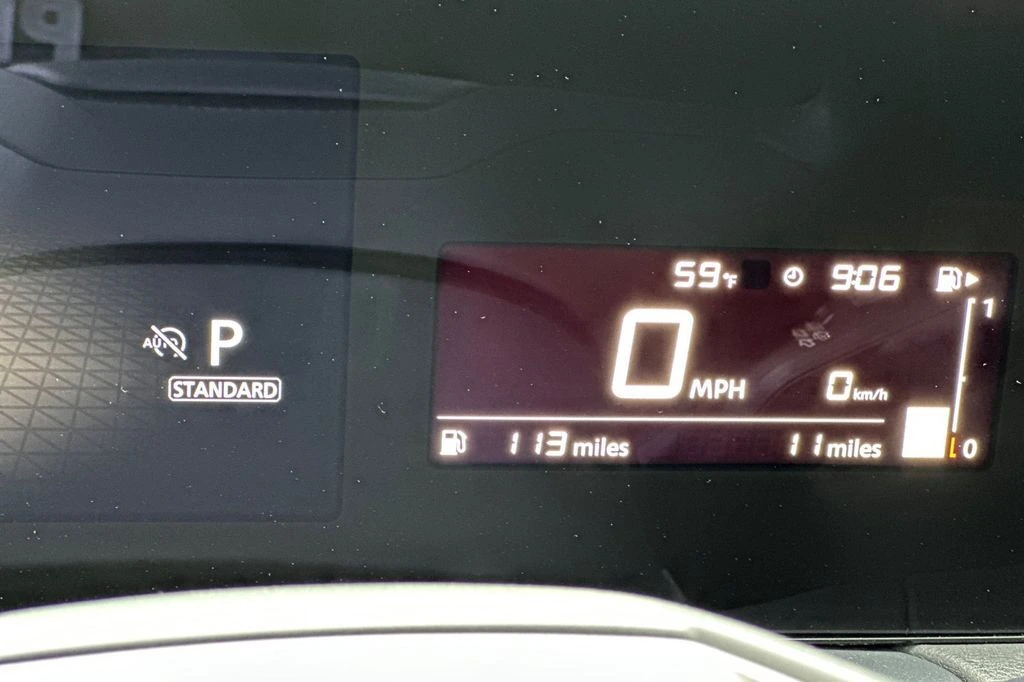 59°F 9:06
1
AUTO P
0 MPH 0 km/h
STANDARD
113 miles 11 miles
L 0